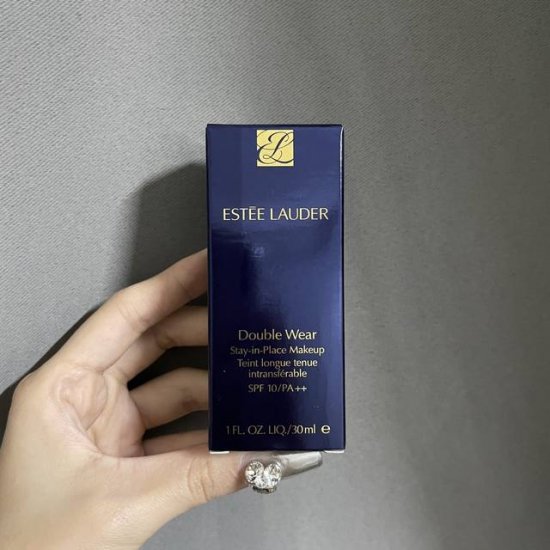 EL
ESTĒE LAUDER
Double Wear
Stay-in-Place Makeup
Teint longue tenue
intransférable
SPF 10/PA++
1 FL. OZ. LIQ./30ml e